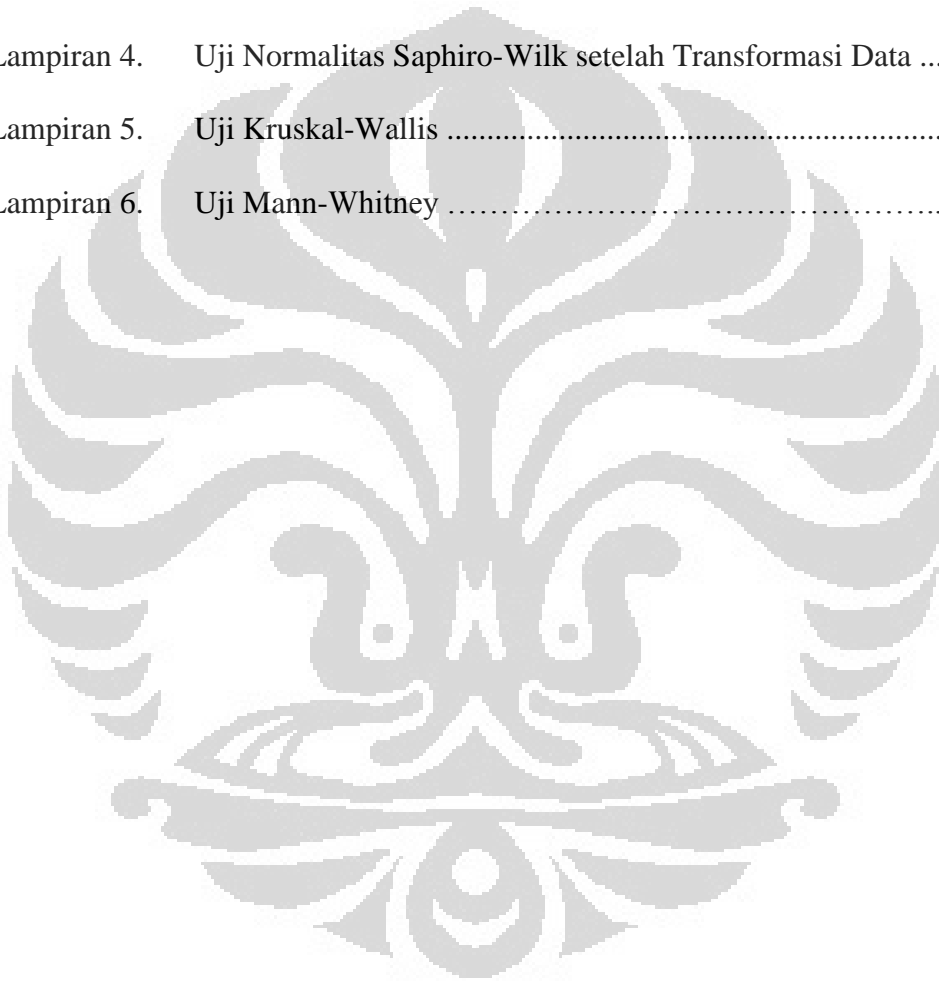 Lampiran 4. Uji Normalitas Saphiro-Wilk setelah Transformasi Data ...
Lampiran 5. Uji Kruskal-Wallis ...............................................................
Lampiran 6. Uji Mann-Whitney ……………………………………………..